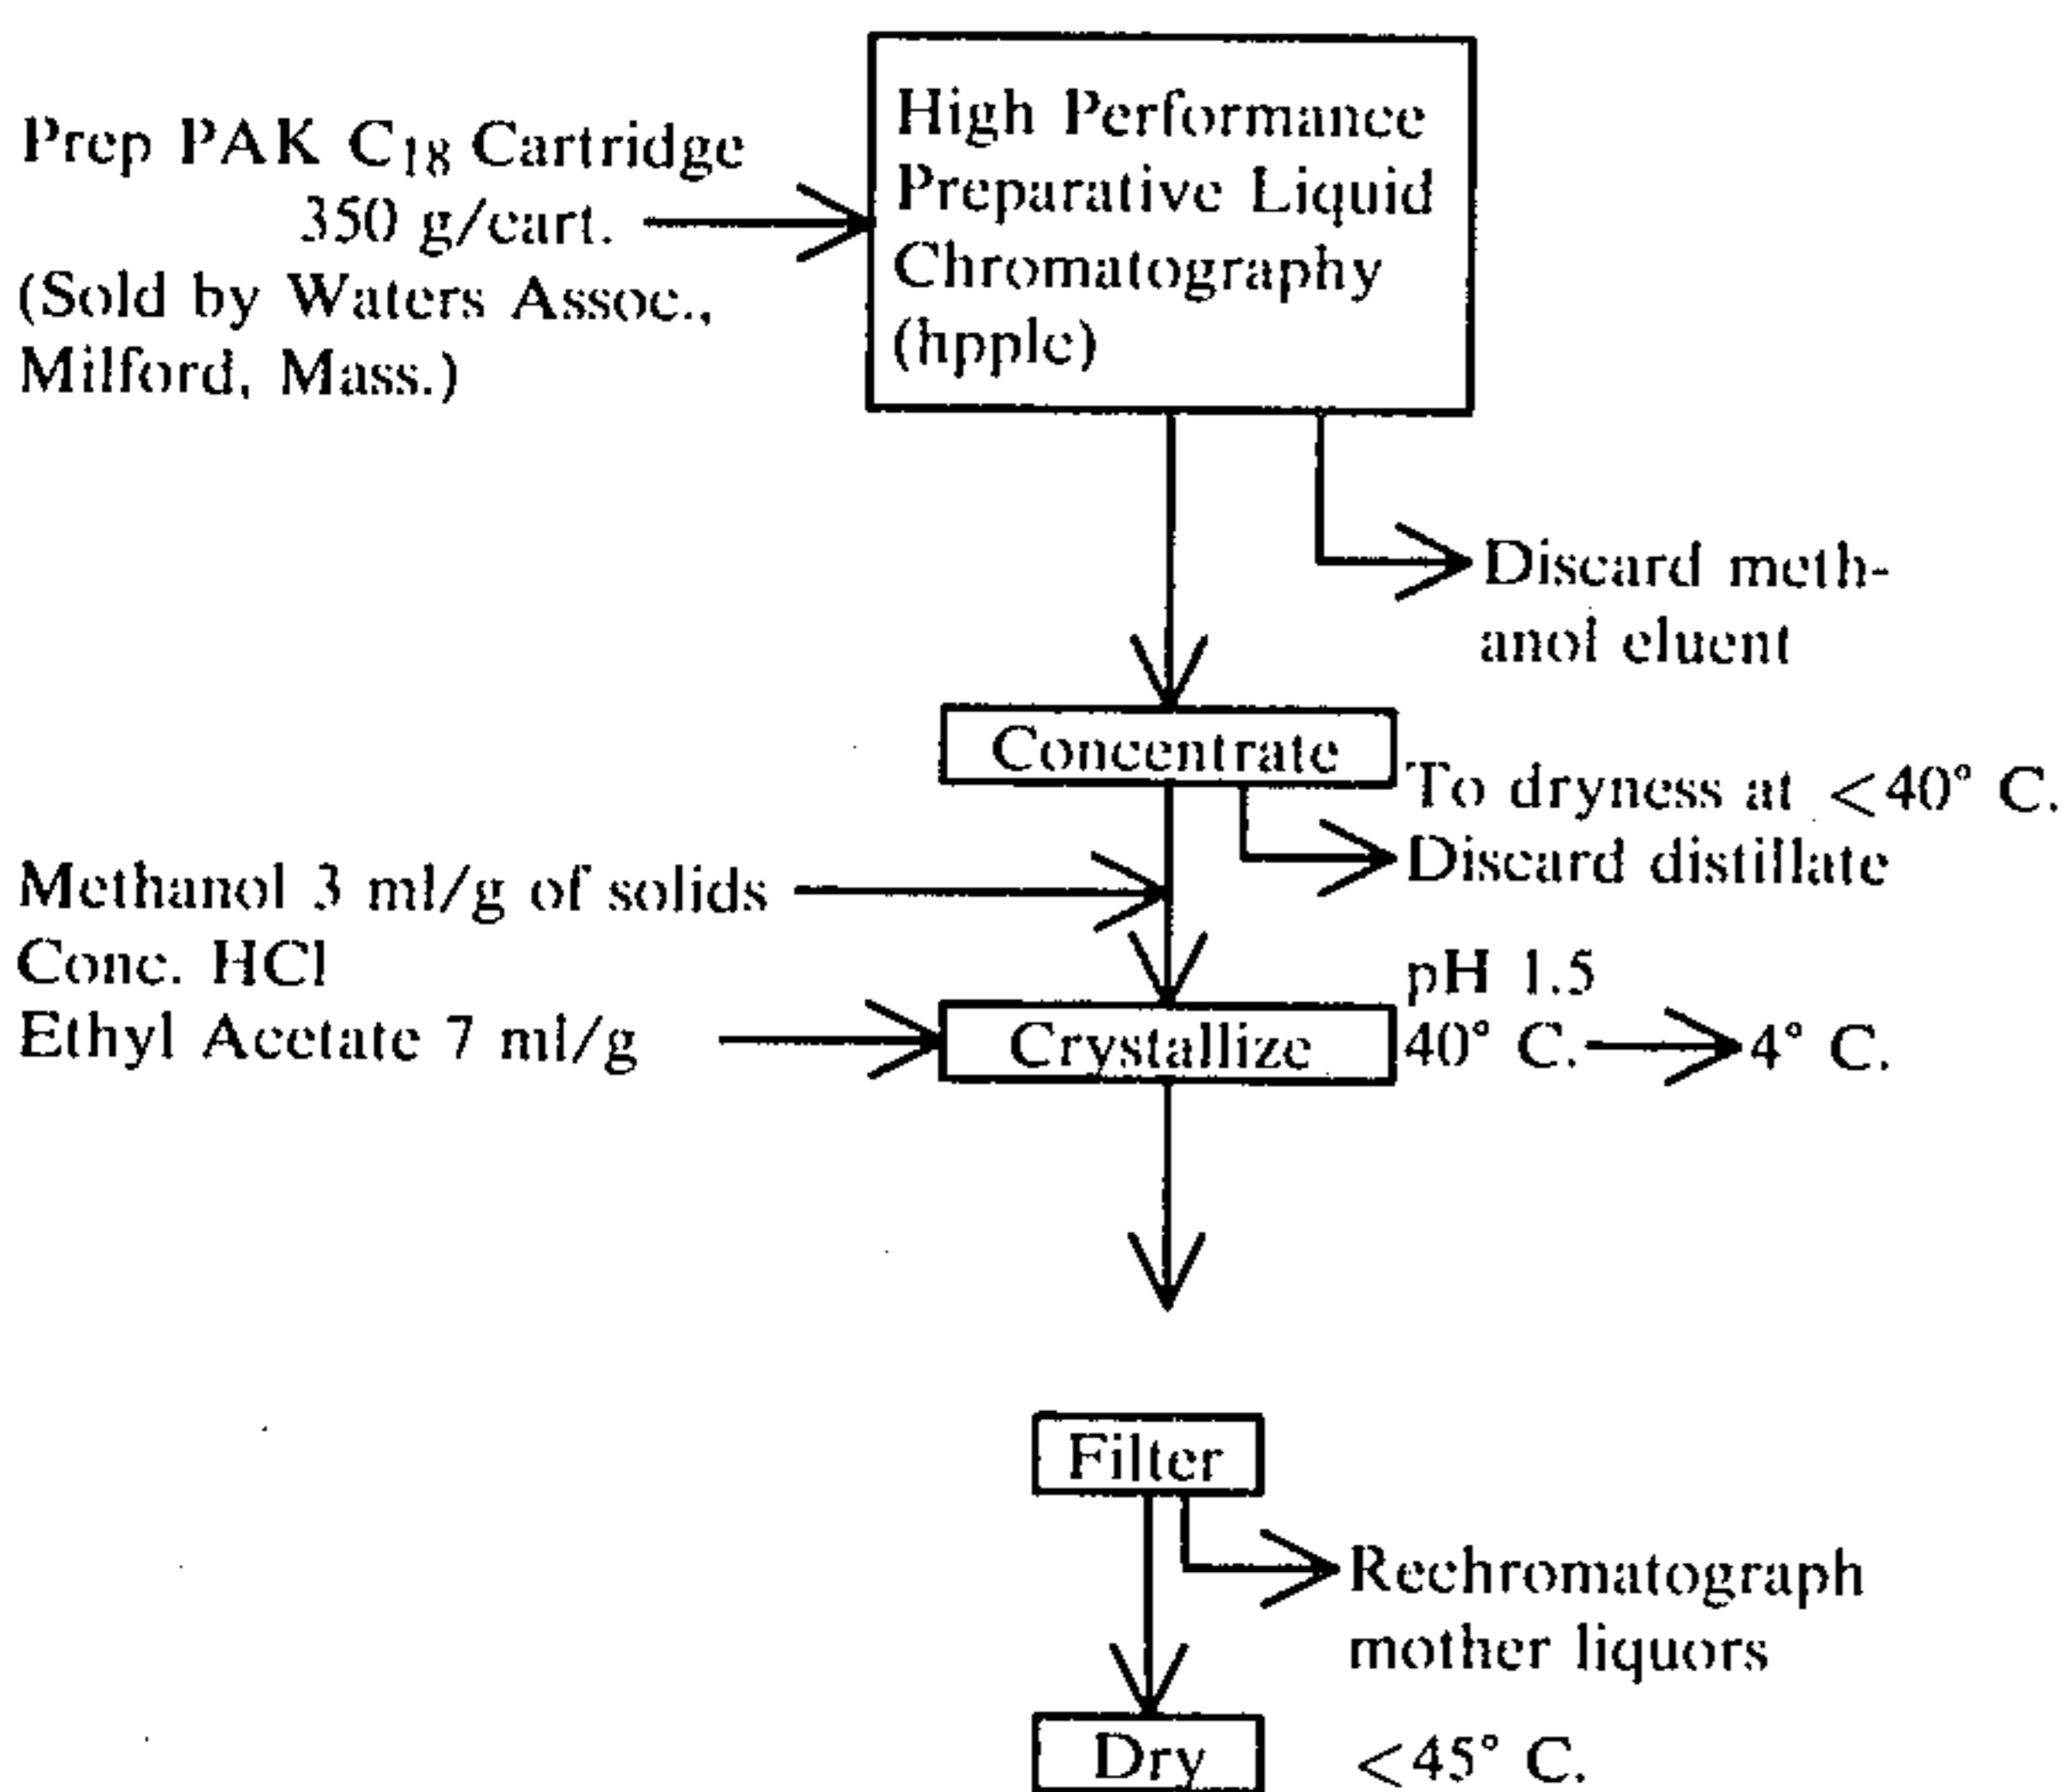 Prep PAK C18 Cartridge
350 g/cart.
(Sold by Waters Assoc.,
Milford, Mass.)
High Performance
Preparative Liquid
Chromatography
(hpplc)
Discard meth-
anol eluent
Concentrate
To dryness at <40° C.
Discard distillate
Methanol 3 ml/g of solids
Conc. HCl
Ethyl Acetate 7 ml/g
Crystallize
pH 1.5
40° C. 4° C.
Filter
Rechromatograph
mother liquors
Dry
<45° C.